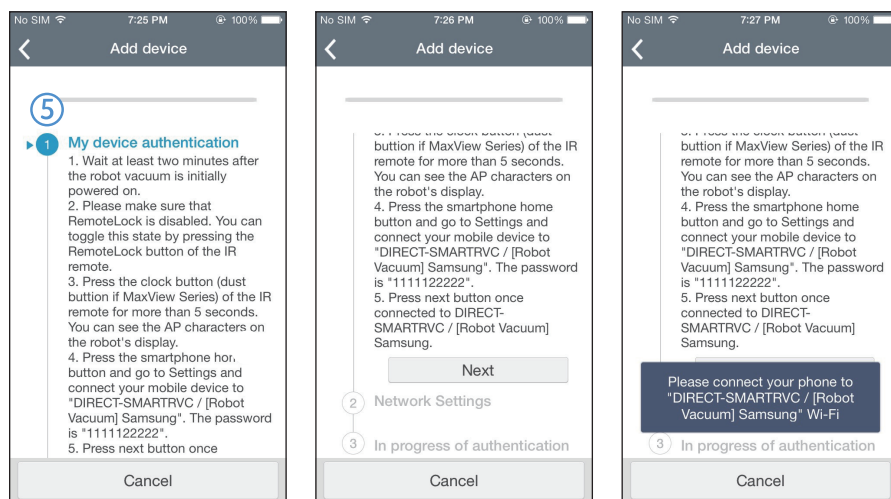 No SIM 7:25 PM 100%
Add device
5
1 My device authentication
1. Wait at least two minutes after
the robot vacuum is initially
powered on.
2. Please make sure that
RemoteLock is disabled. You can
toggle this state by pressing the
RemoteLock button of the IR
remote.
3. Press the clock button (dust
buttion if MaxView Series) of the IR
remote for more than 5 seconds.
You can see the AP characters on
the robot's display.
4. Press the smartphone
button and go to Settings and
connect your mobile device to
"DIRECT-SMARTRVC / [Robot
Vacuum] Samsung". The password
is "1111122222".
5. Press next button once
Cancel
No SIM 7:26 PM 100%
Add device
3. Press the clock button (dust
buttion if MaxView Series) of the IR
remote for more than 5 seconds.
You can see the AP characters on
the robot's display.
4. Press the smartphone home
button and go to Settings and
connect your mobile device to
"DIRECT-SMARTRVC / [Robot
Vacuum] Samsung". The password
is "1111122222".
5. Press next button once
connected to DIRECT-
SMARTRVC / [Robot Vacuum]
Samsung.
Next
2 Network Settings
3 In progress of authentication
Cancel
No SIM 7:27 PM 100%
Add device
3. Press the clock button (dust
buttion if MaxView Series) of the IR
remote for more than 5 seconds.
You can see the AP characters on
the robot's display.
4. Press the smartphone home
button and go to Settings and
connect your mobile device to
"DIRECT-SMARTRVC / [Robot
Vacuum] Samsung". The password
is "1111122222".
5. Press next button once
connected to DIRECT-
SMARTRVC / [Robot Vacuum]
Samsung.
Please connect your phone to
"DIRECT-SMARTRVC / [Robot
Vacuum] Samsung" Wi-Fi
3 In progress of authentication
Cancel